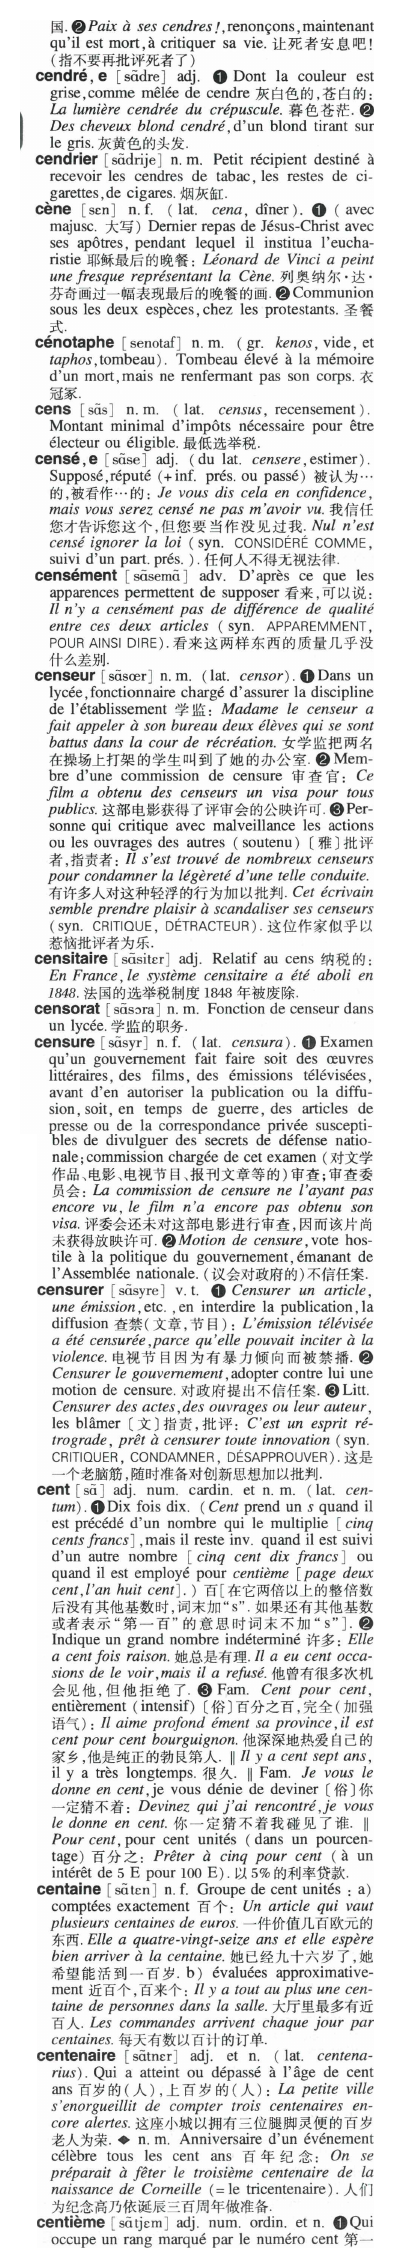 国. ❷ Paix à ses cendres !, renonçons, maintenant
qu'il est mort, à critiquer sa vie. 让死者安息吧!
(指不要再批评死者了)
cendré, e [sɑ̃dre] adj. ❶ Dont la couleur est
grise, comme mêlée de cendre 灰白色的, 苍白的:
La lumière cendrée du crépuscule. 暮色苍茫. ❷
Des cheveux blond cendré, d'un blond tirant sur
le gris. 灰黄色的头发.
cendrier [sɑ̃drije] n. m. Petit récipient destiné à
recevoir les cendres de tabac, les restes de ci-
garettes, de cigares. 烟灰缸.
cène [sɛn] n. f. (lat. cena, dîner). ❶ (avec
majusc. 大写) Dernier repas de Jésus-Christ avec
ses apôtres, pendant lequel il institua l'eucha-
ristie 耶稣最后的晚餐: Léonard de Vinci a peint
une fresque représentant la Cène. 列奥纳尔·达·
芬奇画过一幅表现最后的晚餐的画. ❷ Communion
sous les deux espèces, chez les protestants. 圣餐
式.
cénotaphe [senotaf] n. m. (gr. kenos, vide, et
taphos, tombeau). Tombeau élevé à la mémoire
d'un mort, mais ne renfermant pas son corps. 衣
冠冢.
cens [sɑ̃s] n. m. (lat. census, recensement).
Montant minimal d'impôts nécessaire pour être
électeur ou éligible. 最低选举税.
censé, e [sɑ̃se] adj. (du lat. censere, estimer).
Supposé, réputé (+ inf. prés. ou passé) 被认为…
的, 被看作…的: Je vous dis cela en confidence,
mais vous serez censé ne pas m'avoir vu. 我信任
您才告诉您这个, 但您要当作没见过我. Nul n'est
censé ignorer la loi (syn. CONSIDÉRÉ COMME,
suivi d'un part. prés.). 任何人不得无视法律.
censément [sɑ̃semɑ̃] adv. D'après ce que les
apparences permettent de supposer 看来, 可以说:
Il n'y a censément pas de différence de qualité
entre ces deux articles (syn. APPAREMMENT,
POUR AINSI DIRE). 看来这两样东西的质量几乎没
什么差别.
censeur [sɑ̃sœr] n. m. (lat. censor). ❶ Dans un
lycée, fonctionnaire chargé d'assurer la discipline
de l'établissement 学监: Madame le censeur a
fait appeler à son bureau deux élèves qui se sont
battus dans la cour de récréation. 女学监把两名
在操场上打架的学生叫到了她的办公室. ❷ Mem-
bre d'une commission de censure 审查官: Ce
film a obtenu des censeurs un visa pour tous
publics. 这部电影获得了评审会的公映许可. ❸ Per-
sonne qui critique avec malveillance les actions
ou les ouvrages des autres (soutenu) [雅] 批评
者, 指责者: Il s'est trouvé de nombreux censeurs
pour condamner la légèreté d'une telle conduite.
有许多人对这种轻浮的行为加以批判. Cet écrivain
semble prendre plaisir à scandaliser ses censeurs
(syn. CRITIQUE, DÉTRACTEUR). 这位作家似乎以
惹恼批评者为乐.
censitaire [sɑ̃sitɛr] adj. Relatif au cens 纳税的:
En France, le système censitaire a été aboli en
1848. 法国的选举税制度 1848 年被废除.
censorat [sɑ̃sɔra] n. m. Fonction de censeur dans
un lycée. 学监的职务.
censure [sɑ̃syr] n. f. (lat. censura). ❶ Examen
qu'un gouvernement fait faire soit des œuvres
littéraires, des films, des émissions télévisées,
avant d'en autoriser la publication ou la diffu-
sion, soit, en temps de guerre, des articles de
presse ou de la correspondance privée suscepti-
bles de divulguer des secrets de défense natio-
nale; commission chargée de cet examen (对文学
作品、电影、电视节目、报刊文章等的)审查; 审查委
员会: La commission de censure ne l'ayant pas
encore vu, le film n'a encore pas obtenu son
visa. 评委会还未对这部电影进行审查, 因而该片尚
未获得放映许可. ❷ Motion de censure, vote hos-
tile à la politique du gouvernement, émanant de
l'Assemblée nationale. (议会对政府的)不信任案.
censurer [sɑ̃syre] v. t. ❶ Censurer un article,
une émission, etc., en interdire la publication, la
diffusion 查禁(文章, 节目): L'émission télévisée
a été censurée, parce qu'elle pouvait inciter à la
violence. 电视节目因为有暴力倾向而被禁播. ❷
Censurer le gouvernement, adopter contre lui une
motion de censure. 对政府提出不信任案. ❸ Litt.
Censurer des actes, des ouvrages ou leur auteur,
les blâmer [文] 指责, 批评: C'est un esprit ré-
trograde, prêt à censurer toute innovation (syn.
CRITIQUER, CONDAMNER, DÉSAPPROUVER). 这是
一个老脑筋, 随时准备对创新思想加以批判.
cent [sɑ̃] adj. num. cardin. et n. m. (lat. cen-
tum). ❶ Dix fois dix. (Cent prend un s quand il
est précédé d'un nombre qui le multiplie [cinq
cents francs], mais il reste inv. quand il est suivi
d'un autre nombre [cinq cent dix francs] ou
quand il est employé pour centième [page deux
cent, l'an huit cent].) 百[在它两倍以上的整倍数
后没有其他基数时, 词末加“s”. 如果还有其他基数
或者表示“第一百”的意思时词末不加“s”]. ❷
Indique un grand nombre indéterminé 许多: Elle
a cent fois raison. 她总是有理. Il a eu cent occa-
sions de le voir, mais il a refusé. 他曾有很多次机
会见他, 但他拒绝了. ❸ Fam. Cent pour cent,
entièrement (intensif) [俗] 百分之百, 完全(加强
语气): Il aime profond ément sa province, il est
cent pour cent bourguignon. 他深深地热爱自己的
家乡, 他是纯正的勃艮第人. ‖ Il y a cent sept ans,
il y a très longtemps. 很久. ‖ Fam. Je vous le
donne en cent, je vous dénie de deviner [俗] 你
一定猜不着: Devinez qui j'ai rencontré, je vous
le donne en cent. 你一定猜不着我碰见了谁. ‖
Pour cent, pour cent unités (dans un pourcen-
tage) 百分之: Prêter à cinq pour cent (à un
intérêt de 5 E pour 100 E). 以 5% 的利率贷款.
centaine [sɑ̃tɛn] n. f. Groupe de cent unités : a)
comptées exactement 百个: Un article qui vaut
plusieurs centaines de euros. 一件价值几百欧元的
东西. Elle a quatre-vingt-seize ans et elle espère
bien arriver à la centaine. 她已经九十六岁了, 她
希望能活到一百岁. b) évaluées approximative-
ment 近百个, 百来个: Il y a tout au plus une cen-
taine de personnes dans la salle. 大厅里最多有近
百人. Les commandes arrivent chaque jour par
centaines. 每天有数以百计的订单.
centenaire [sɑ̃tnɛr] adj. et n. (lat. centena-
rius). Qui a atteint ou dépassé à l'âge de cent
ans 百岁的(人), 上百岁的(人): La petite ville
s'enorgueillit de compter trois centenaires en-
core alertes. 这座小城以拥有三位腿脚灵便的百岁
老人为荣. ◆ n. m. Anniversaire d'un événement
célèbre tous les cent ans 百年纪念: On se
préparait à fêter le troisième centenaire de la
naissance de Corneille (= le tricentenaire). 人们
为纪念高乃依诞辰三百周年做准备.
centième [sɑ̃tjɛm] adj. num. ordin. et n. ❶ Qui
occupe un rang marqué par le numéro cent 第一